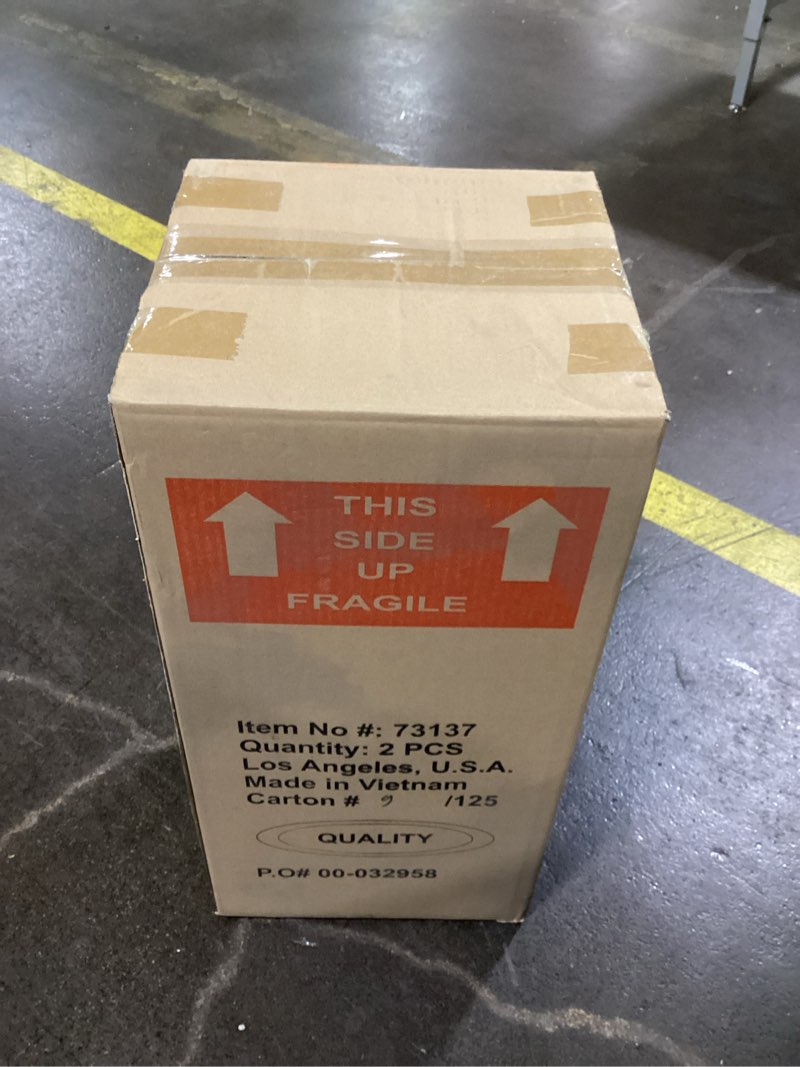 THIS
SIDE
UP
FRAGILE
Item No #: 73137
Quantity: 2 PCS
Los Angeles, U.S.A.
Made in Vietnam
Carton # 9 /125
QUALITY
P.O# 00-032958